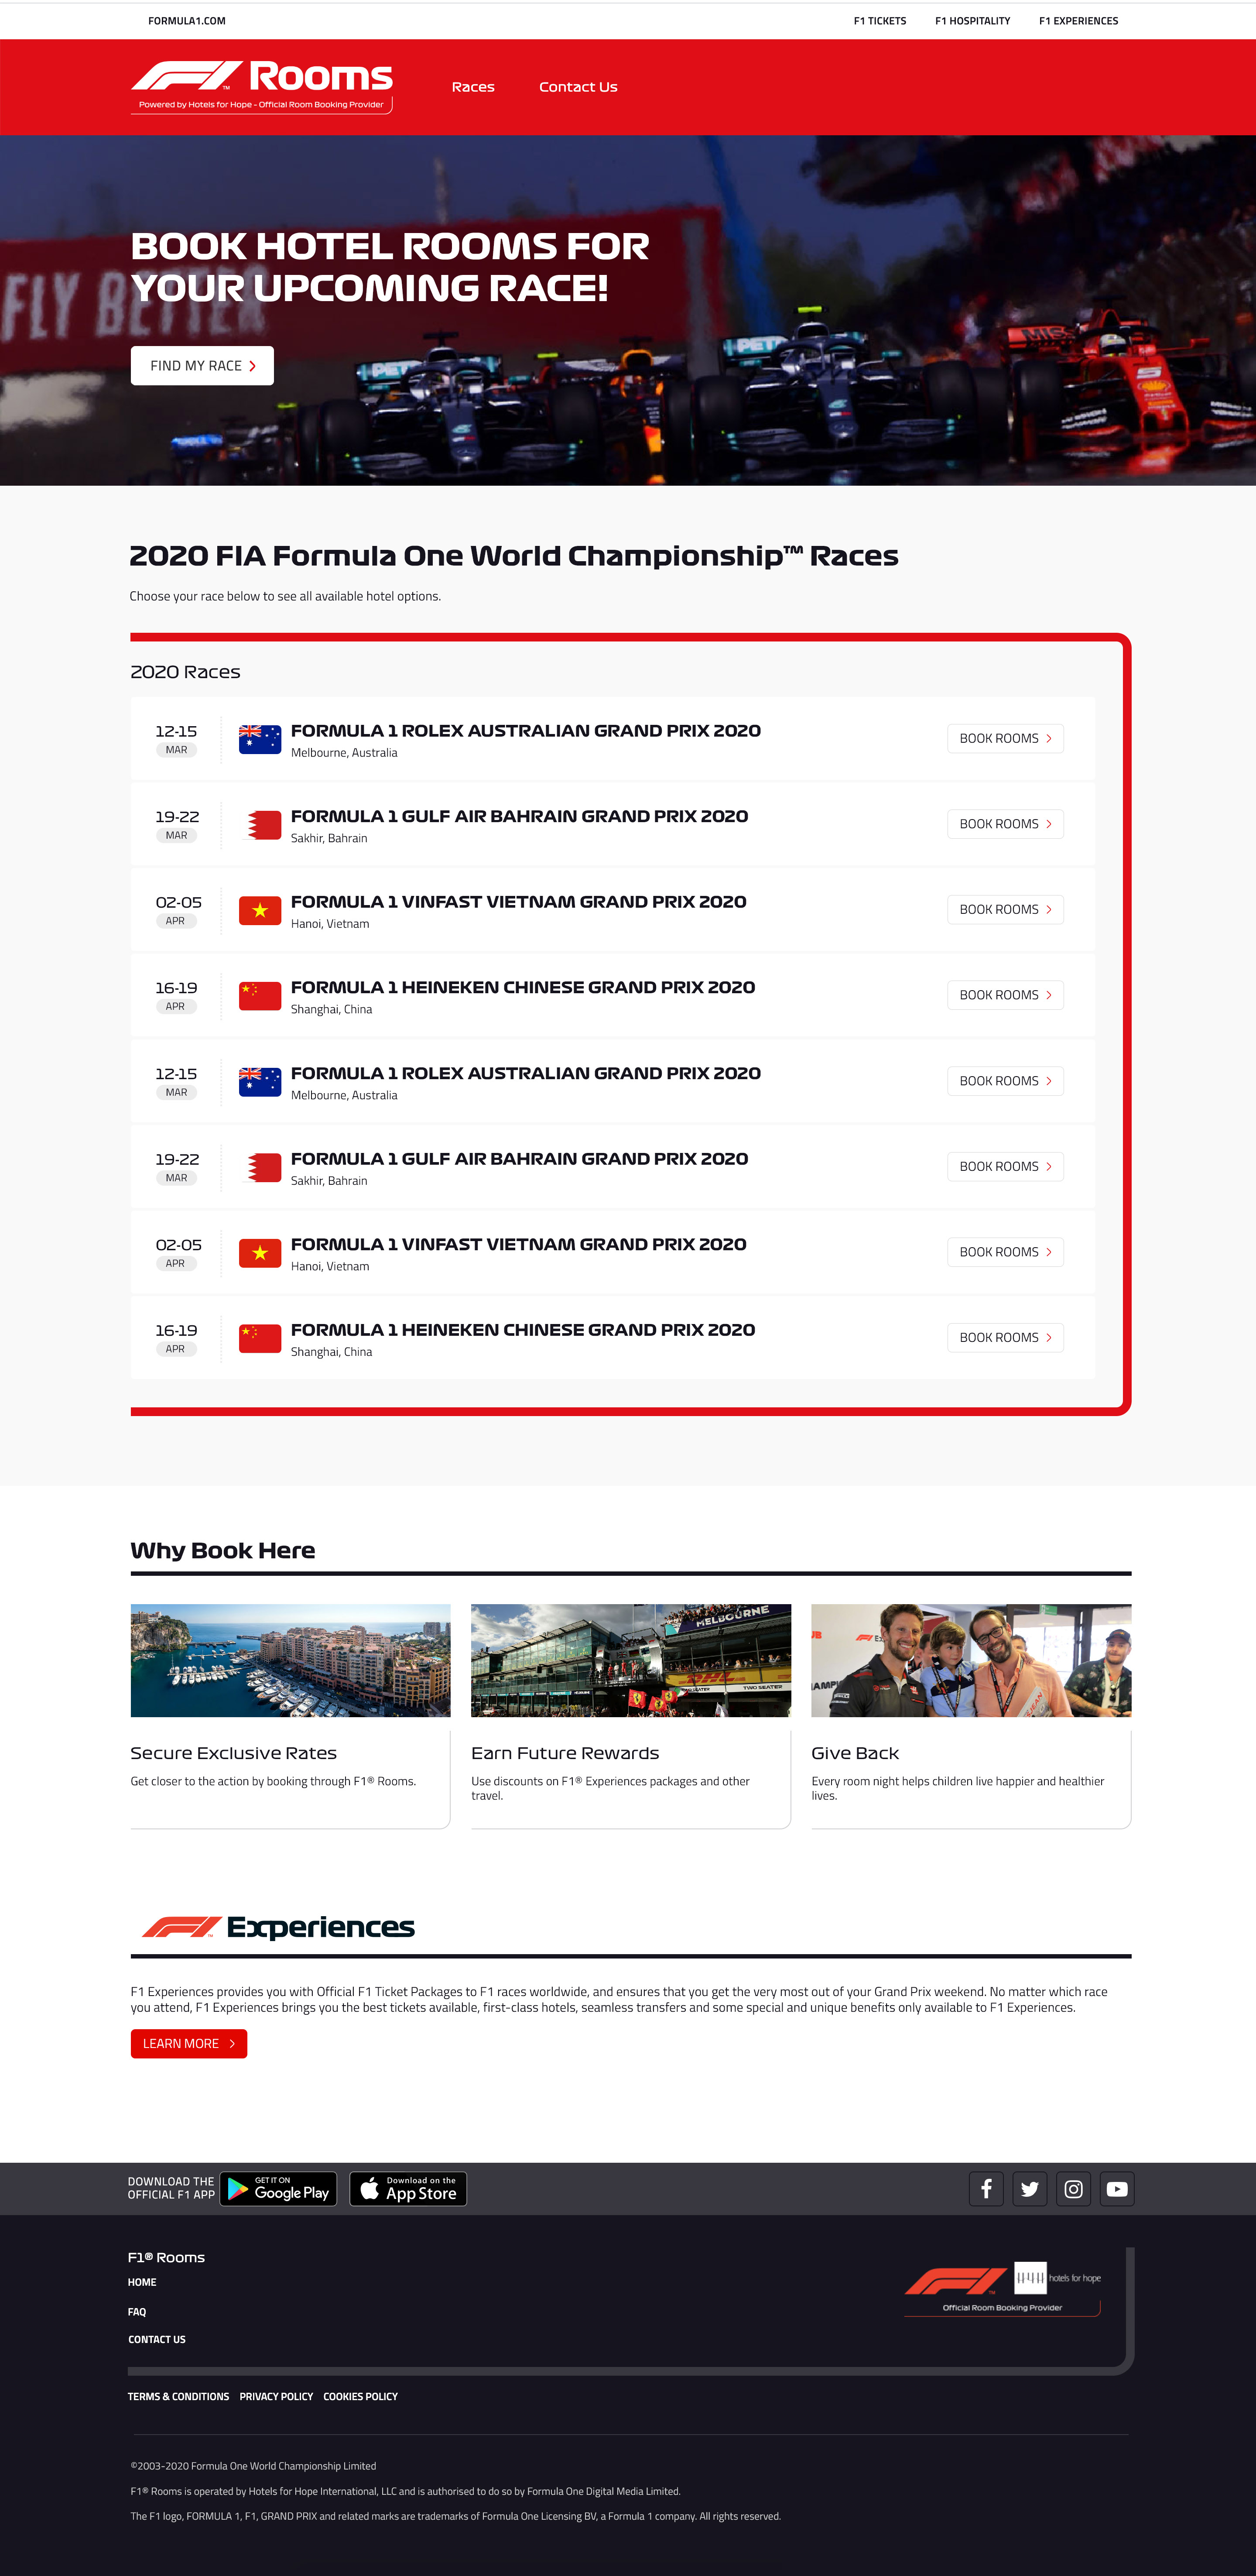 FORMULA1.COM
F1 TICKETS
F1 HOSPITALITY
F1 EXPERIENCES
F1 Rooms
TM
Powered by Hotels for Hope - Official Room Booking Provider
Races
Contact Us
FLY BETTER
BOOK HOTEL ROOMS FOR
YOUR UPCOMING RACE!
FIND MY RACE
2020 FIA Formula One World Championship™ Races
Choose your race below to see all available hotel options.
2020 Races
12-15
MAR
FORMULA 1 ROLEX AUSTRALIAN GRAND PRIX 2020
Melbourne, Australia
BOOK ROOMS
19-22
MAR
FORMULA 1 GULF AIR BAHRAIN GRAND PRIX 2020
Sakhir, Bahrain
BOOK ROOMS
02-05
APR
FORMULA 1 VINFAST VIETNAM GRAND PRIX 2020
Hanoi, Vietnam
BOOK ROOMS
16-19
APR
FORMULA 1 HEINEKEN CHINESE GRAND PRIX 2020
Shanghai, China
BOOK ROOMS
12-15
MAR
FORMULA 1 ROLEX AUSTRALIAN GRAND PRIX 2020
Melbourne, Australia
BOOK ROOMS
19-22
MAR
FORMULA 1 GULF AIR BAHRAIN GRAND PRIX 2020
Sakhir, Bahrain
BOOK ROOMS
02-05
APR
FORMULA 1 VINFAST VIETNAM GRAND PRIX 2020
Hanoi, Vietnam
BOOK ROOMS
16-19
APR
FORMULA 1 HEINEKEN CHINESE GRAND PRIX 2020
Shanghai, China
BOOK ROOMS
Why Book Here
MELBOURNE
DHL
TWO SEATER
Secure Exclusive Rates
Get closer to the action by booking through F1® Rooms.
Earn Future Rewards
Use discounts on F1® Experiences packages and other
travel.
Give Back
Every room night helps children live happier and healthier
lives.
F1 Experiences
F1 Experiences provides you with Official F1 Ticket Packages to F1 races worldwide, and ensures that you get the very most out of your Grand Prix weekend. No matter which race
you attend, F1 Experiences brings you the best tickets available, first-class hotels, seamless transfers and some special and unique benefits only available to F1 Experiences.
LEARN MORE
DOWNLOAD THE
OFFICIAL F1 APP
GET IT ON
Google Play
Download on the
App Store
F1® Rooms
HOME
FAQ
CONTACT US
F1
hotels for hope
Official Room Booking Provider
TERMS & CONDITIONS
PRIVACY POLICY
COOKIES POLICY
©2003-2020 Formula One World Championship Limited
F1® Rooms is operated by Hotels for Hope International, LLC and is authorised to do so by Formula One Digital Media Limited.
The F1 logo, FORMULA 1, F1, GRAND PRIX and related marks are trademarks of Formula One Licensing BV, a Formula 1 company. All rights reserved.